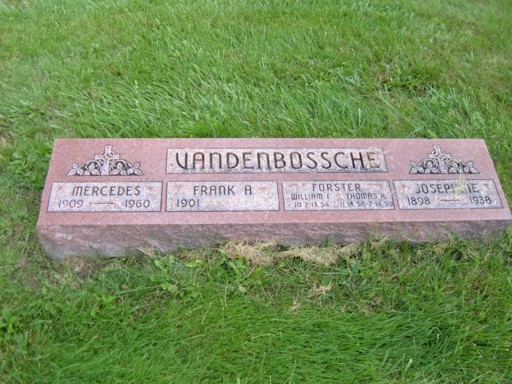 VANDENBOSSCHE
MERCEDES
1909 — 1960
FRANK A.
1901
FORSTER
WILLIAM F. THOMAS R.
JOSEPHINE
1898 — 1938